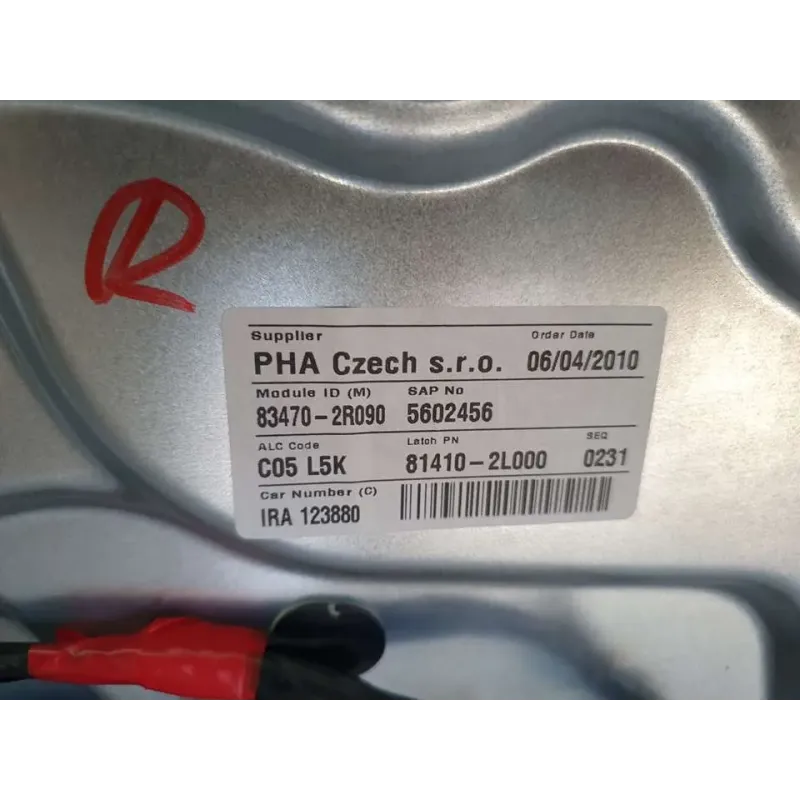 R
Supplier Order Date
PHA Czech s.r.o. 06/04/2010
Module ID (M) SAP No
83470-2R090 5602456
ALC Code Latch PN SEQ
C05 L5K 81410-2L000 0231
Car Number (C)
IRA 123880